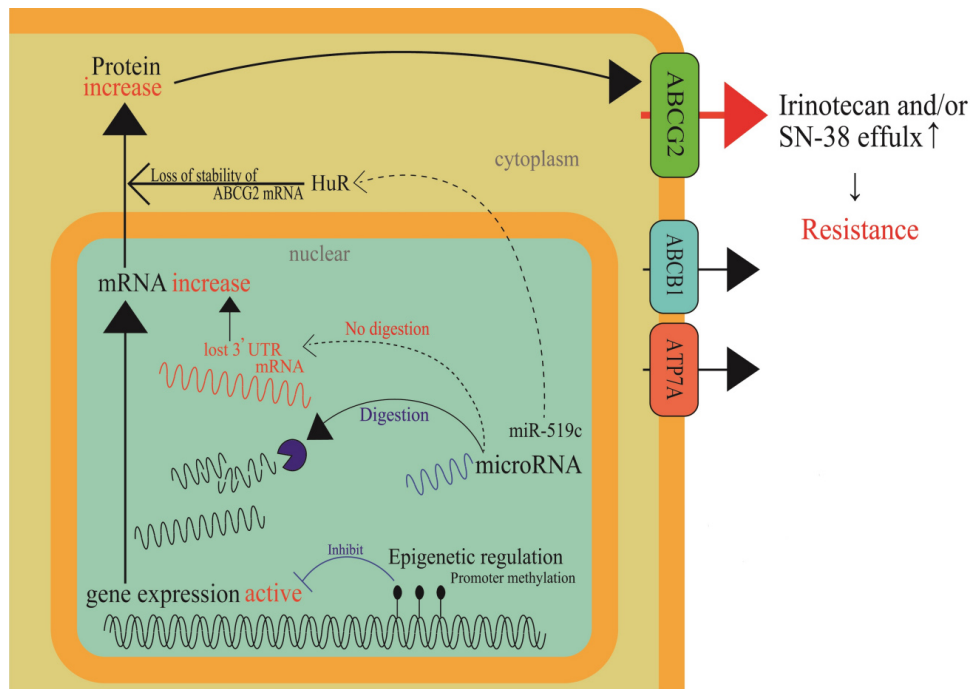 Protein
increase
ABCG2
Irinotecan and/or
SN-38 effulx ↑
↓
Resistance
cytoplasm
Loss of stability of
ABCG2 mRNA
HuR
nuclear
ABCB1
mRNA increase
No digestion
lost 3' UTR
mRNA
ATP7A
Digestion
miR-519c
microRNA
Inhibit
Epigenetic regulation
Promoter methylation
gene expression active